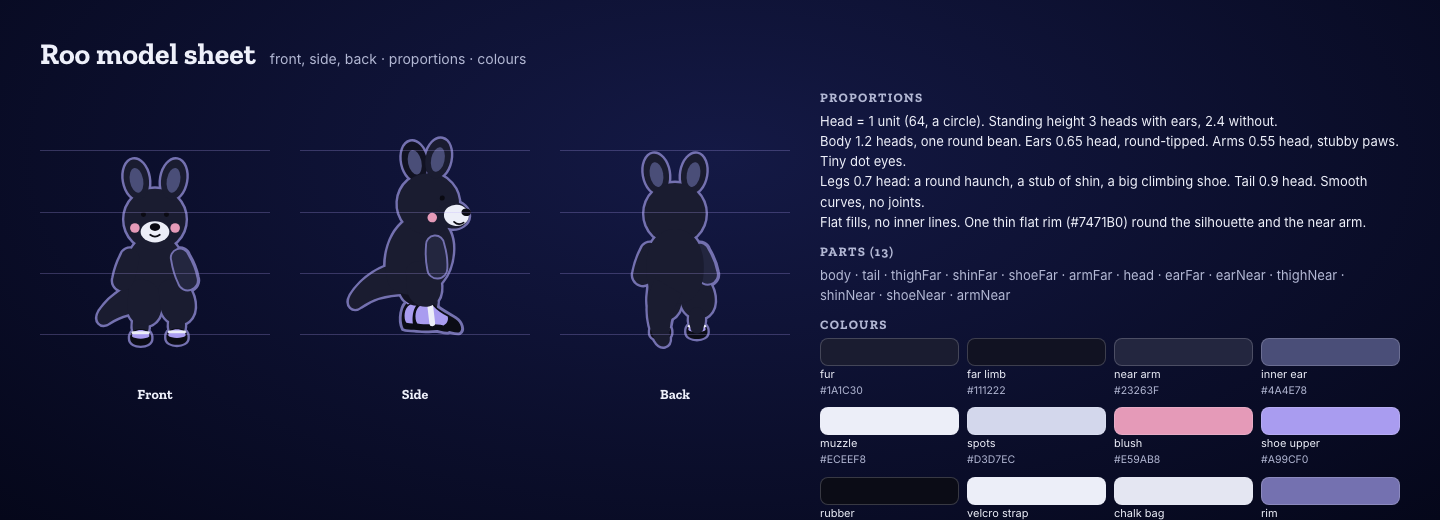 Roo model sheet front, side, back · proportions · colours
Front
Side
Back
PROPORTIONS
Head = 1 unit (64, a circle). Standing height 3 heads with ears, 2.4 without.
Body 1.2 heads, one round bean. Ears 0.65 head, round-tipped. Arms 0.55 head, stubby paws.
Tiny dot eyes.
Legs 0.7 head: a round haunch, a stub of shin, a big climbing shoe. Tail 0.9 head. Smooth
curves, no joints.
Flat fills, no inner lines. One thin flat rim (#7471B0) round the silhouette and the near arm.
PARTS (13)
body · tail · thighFar · shinFar · shoeFar · armFar · head · earFar · earNear · thighNear ·
shinNear · shoeNear · armNear
COLOURS
fur far limb near arm inner ear
#1A1C30 #111222 #23263F #4A4E78
muzzle spots blush shoe upper
#ECEEF8 #D3D7EC #E59AB8 #A99CF0
rubber velcro strap chalk bag rim